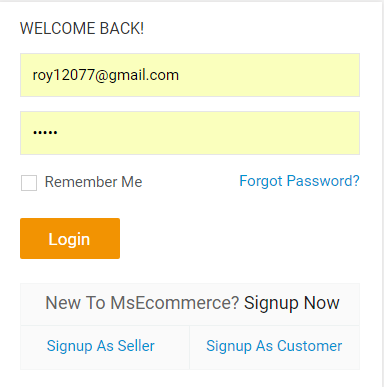 WELCOME BACK!
roy12077@gmail.com
•••••
Remember Me Forgot Password?
Login
New To MsEcommerce? Signup Now
Signup As Seller Signup As Customer